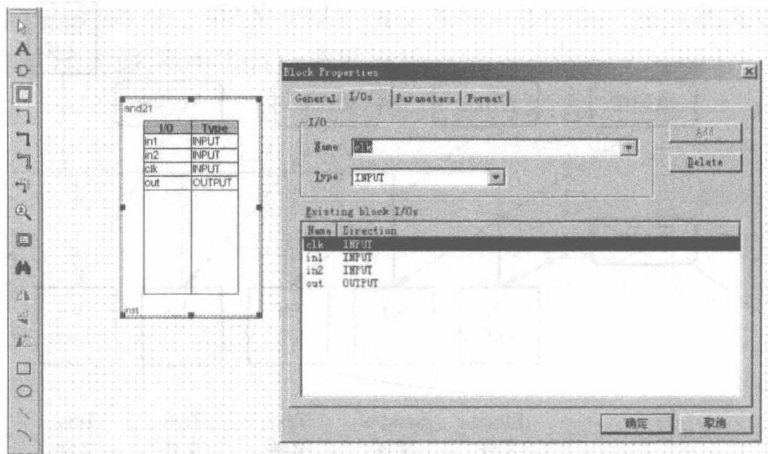 A
and21
I/O Type
in1 INPUT
in2 INPUT
clk INPUT
out OUTPUT
inst
Block Properties
General I/Os Parameters Format
I/O
Name clk
Add
Type INPUT
Delete
Existing block I/Os:
Name Direction
clk INPUT
in1 INPUT
in2 INPUT
out OUTPUT
确定 取消